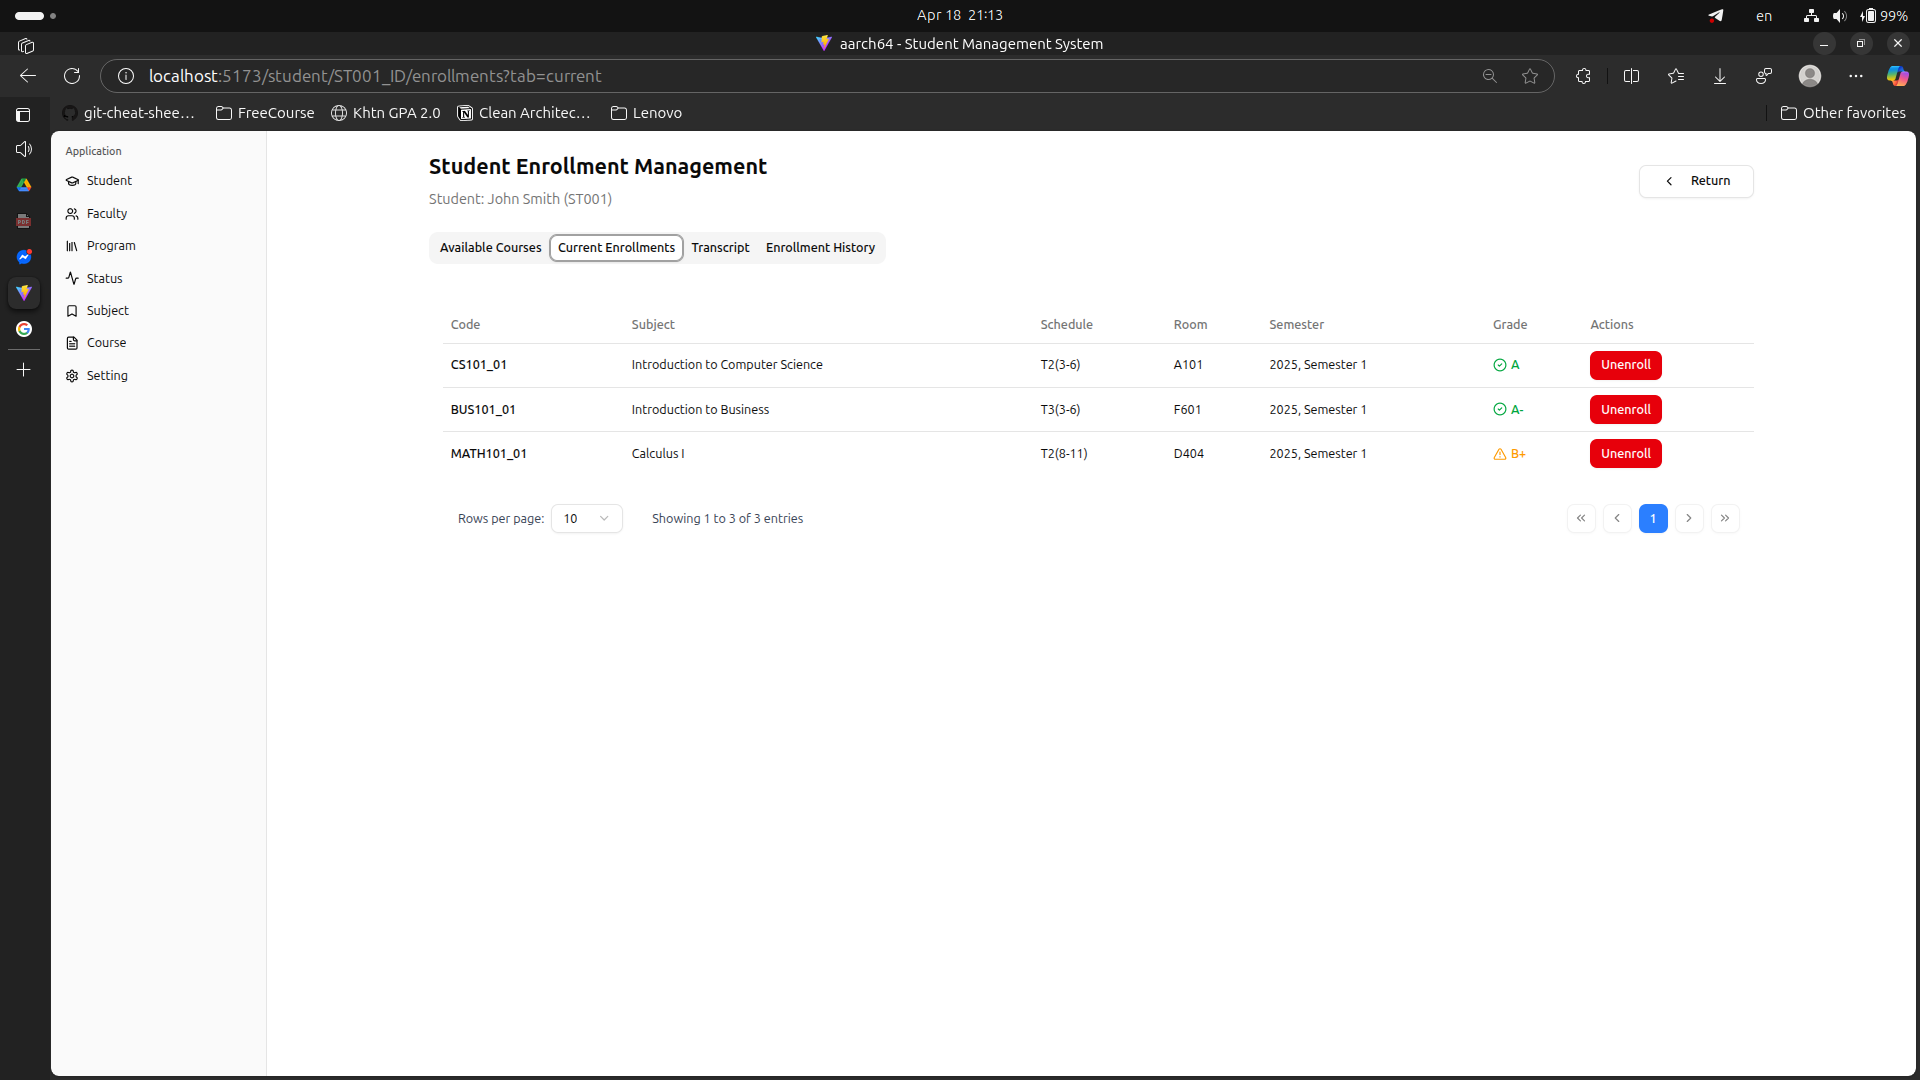 Apr 18 21:13
en
99%
aarch64 - Student Management System
localhost:5173/student/ST001_ID/enrollments?tab=current
git-cheat-shee...
FreeCourse
Khtn GPA 2.0
Clean Architec...
Lenovo
Other favorites
Application
Student
Faculty
Program
Status
Subject
Course
Setting
Student Enrollment Management
Student: John Smith (ST001)
Return
Available Courses Current Enrollments Transcript Enrollment History
Code Subject Schedule Room Semester Grade Actions
CS101_01 Introduction to Computer Science T2(3-6) A101 2025, Semester 1 A Unenroll
BUS101_01 Introduction to Business T3(3-6) F601 2025, Semester 1 A- Unenroll
MATH101_01 Calculus I T2(8-11) D404 2025, Semester 1 B+ Unenroll
Rows per page: 10 Showing 1 to 3 of 3 entries 1